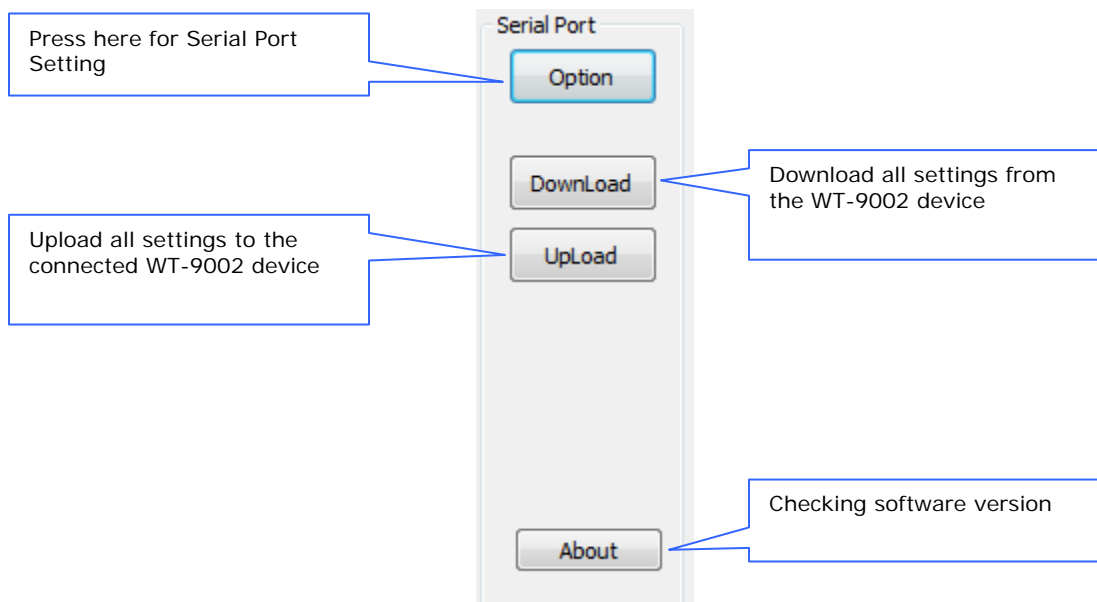 Serial Port
Press here for Serial Port
Setting
Option
DownLoad
Download all settings from
the WT-9002 device
Upload all settings to the
connected WT-9002 device
UpLoad
Checking software version
About